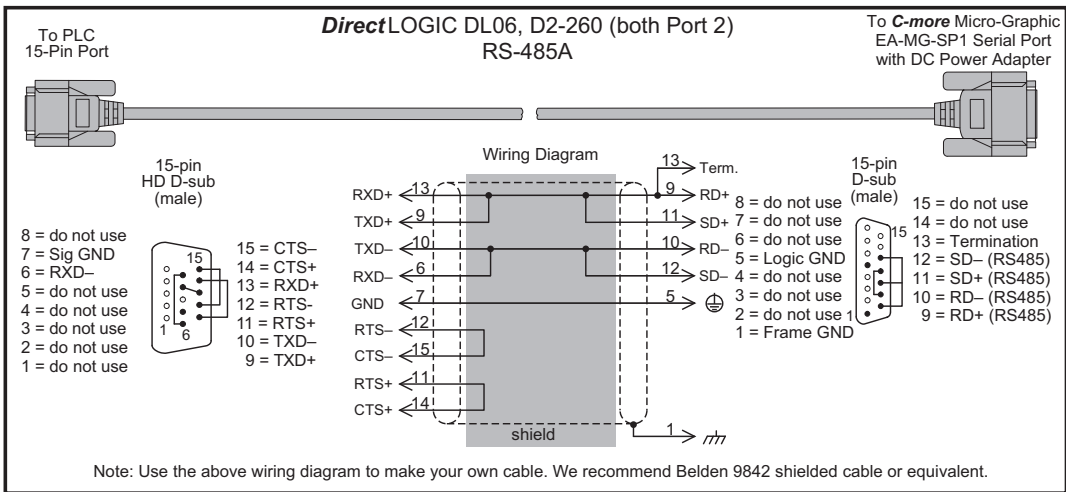 To PLC
15-Pin Port
DirectLOGIC DL06, D2-260 (both Port 2)
RS-485A
To C-more Micro-Graphic
EA-MG-SP1 Serial Port
with DC Power Adapter
15-pin
HD D-sub
(male)
8 = do not use
7 = Sig GND
6 = RXD–
5 = do not use
4 = do not use
3 = do not use
2 = do not use
1 = do not use
15
1
6
15 = CTS–
14 = CTS+
13 = RXD+
12 = RTS-
11 = RTS+
10 = TXD–
9 = TXD+
Wiring Diagram
RXD+ 13
TXD+ 9
TXD– 10
RXD– 6
GND 7
RTS– 12
CTS– 15
RTS+ 11
CTS+ 14
shield
13 Term.
9 RD+
11 SD+
10 RD–
12 SD–
5
1
15-pin
D-sub
(male)
8 = do not use
7 = do not use
6 = do not use
5 = Logic GND
4 = do not use
3 = do not use
2 = do not use
1 = Frame GND
15
1
15 = do not use
14 = do not use
13 = Termination
12 = SD– (RS485)
11 = SD+ (RS485)
10 = RD– (RS485)
9 = RD+ (RS485)
Note: Use the above wiring diagram to make your own cable. We recommend Belden 9842 shielded cable or equivalent.